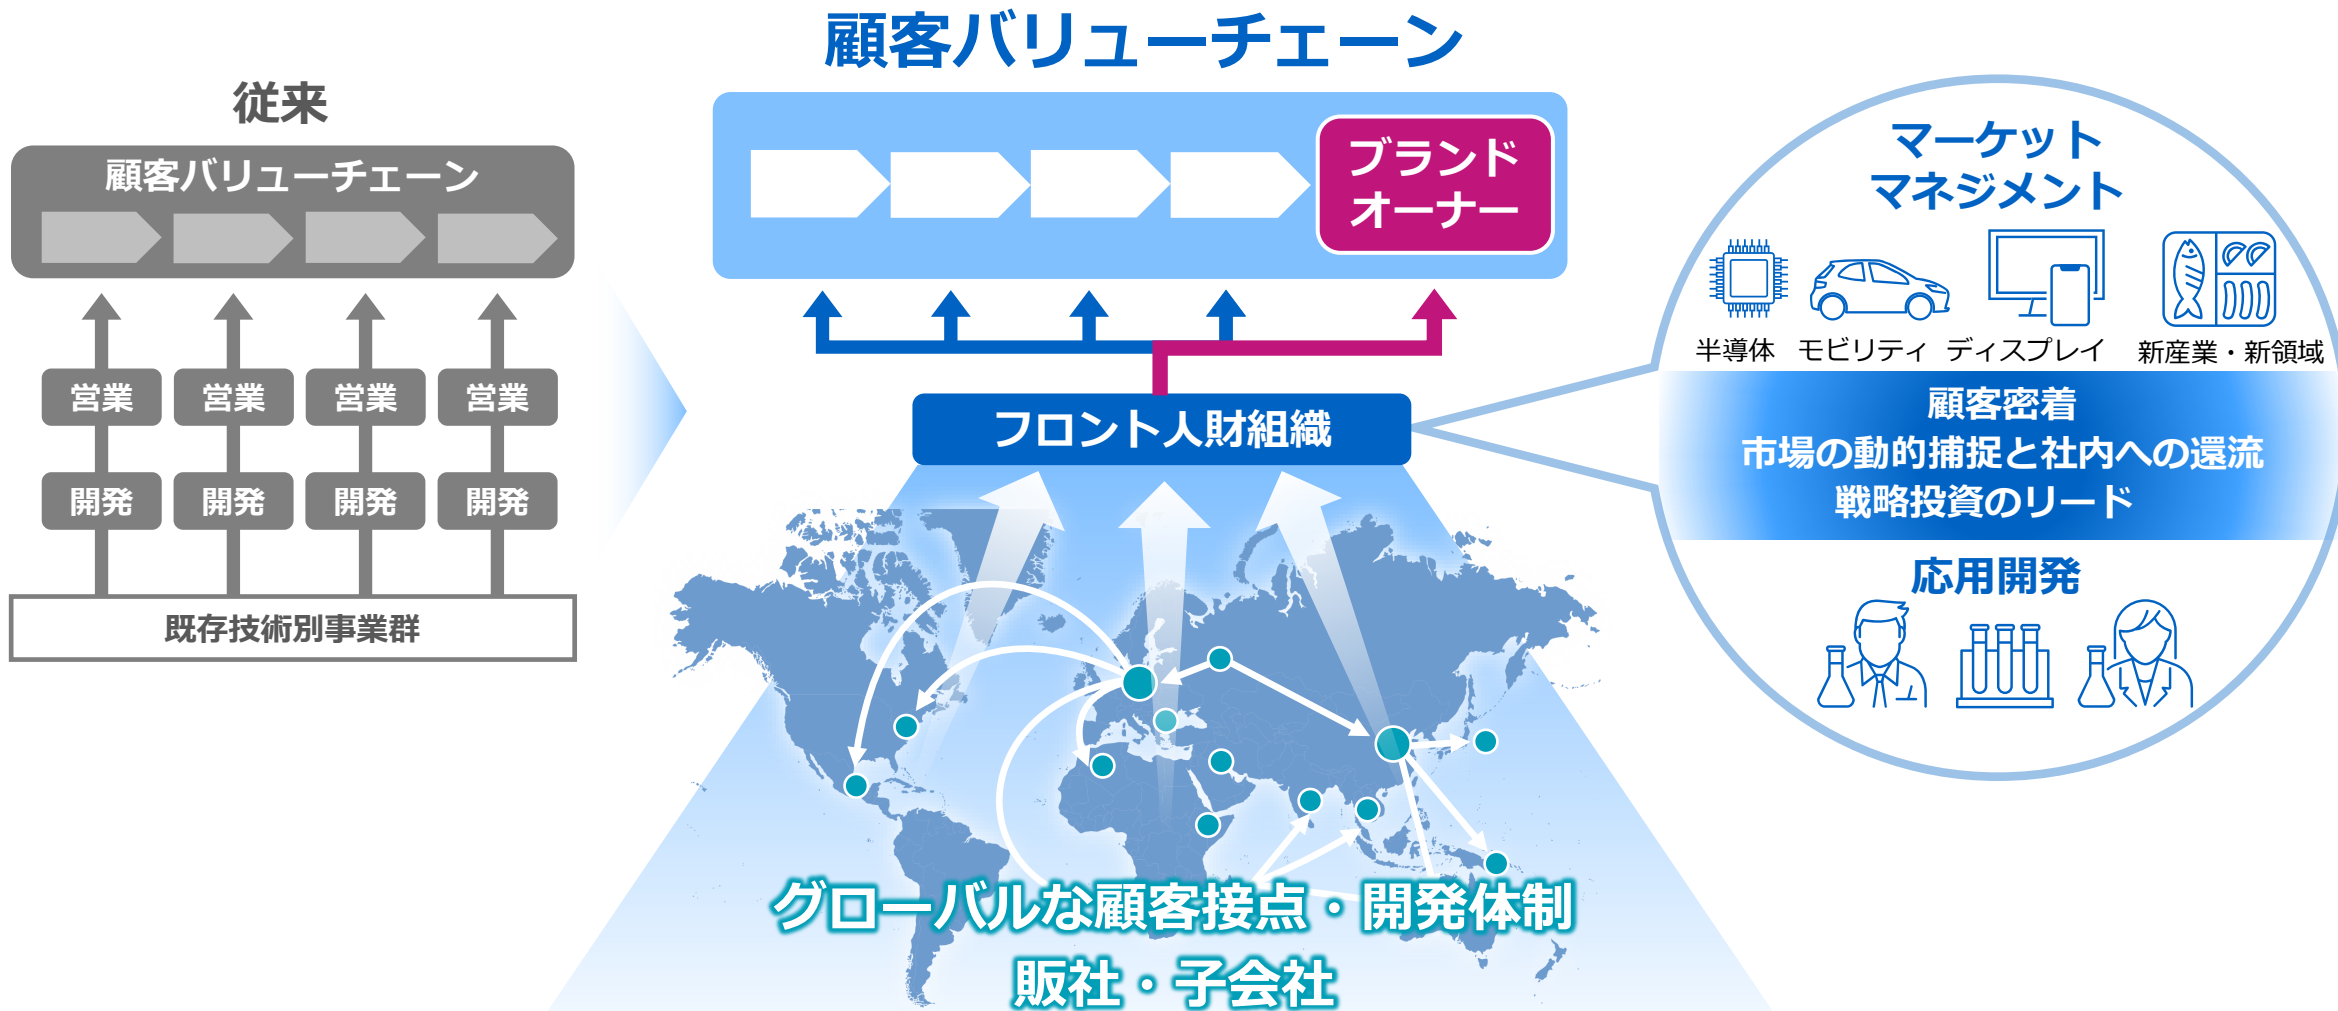 従来
顧客バリューチェーン
営業 営業 営業 営業
開発 開発 開発 開発
既存技術別事業群
顧客バリューチェーン
ブランド
オーナー
フロント人財組織
グローバルな顧客接点・開発体制
販社・子会社
マーケット
マネジメント
半導体 モビリティ ディスプレイ 新産業・新領域
顧客密着
市場の動的捕捉と社内への還流
戦略投資のリード
応用開発